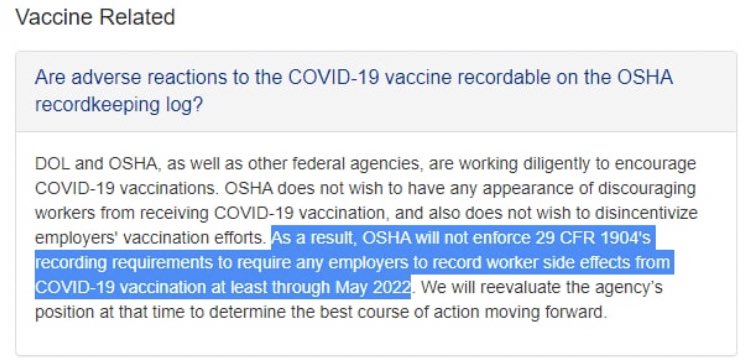 Vaccine Related
Are adverse reactions to the COVID-19 vaccine recordable on the OSHA
recordkeeping log?
DOL and OSHA, as well as other federal agencies, are working diligently to encourage
COVID-19 vaccinations. OSHA does not wish to have any appearance of discouraging
workers from receiving COVID-19 vaccination, and also does not wish to disincentivize
employers' vaccination efforts. As a result, OSHA will not enforce 29 CFR 1904's
recording requirements to require any employers to record worker side effects from
COVID-19 vaccination at least through May 2022. We will reevaluate the agency's
position at that time to determine the best course of action moving forward.